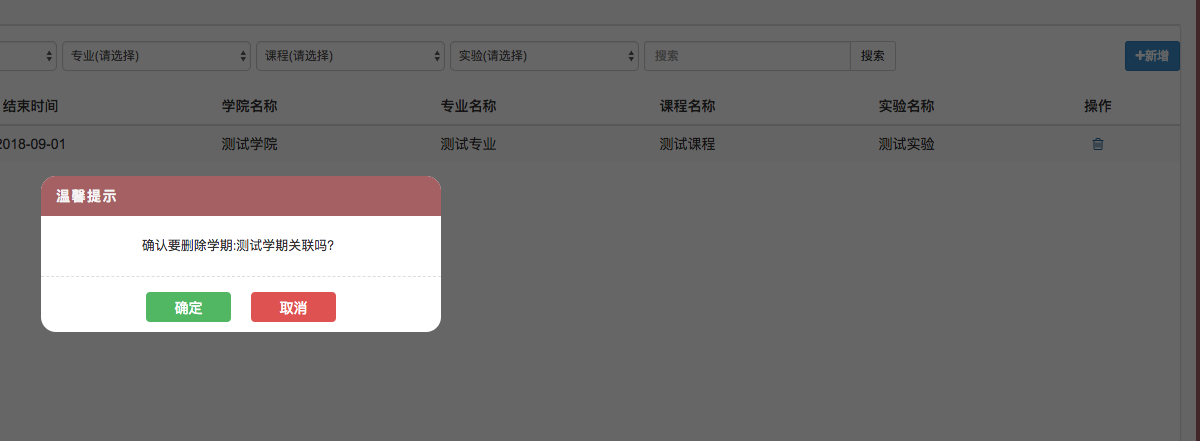 专业(请选择) 课程(请选择) 实验(请选择) 搜索 搜索 +新增
结束时间 学院名称 专业名称 课程名称 实验名称 操作
2018-09-01 测试学院 测试专业 测试课程 测试实验
温馨提示
确认要删除学期:测试学期关联吗?
确定 取消